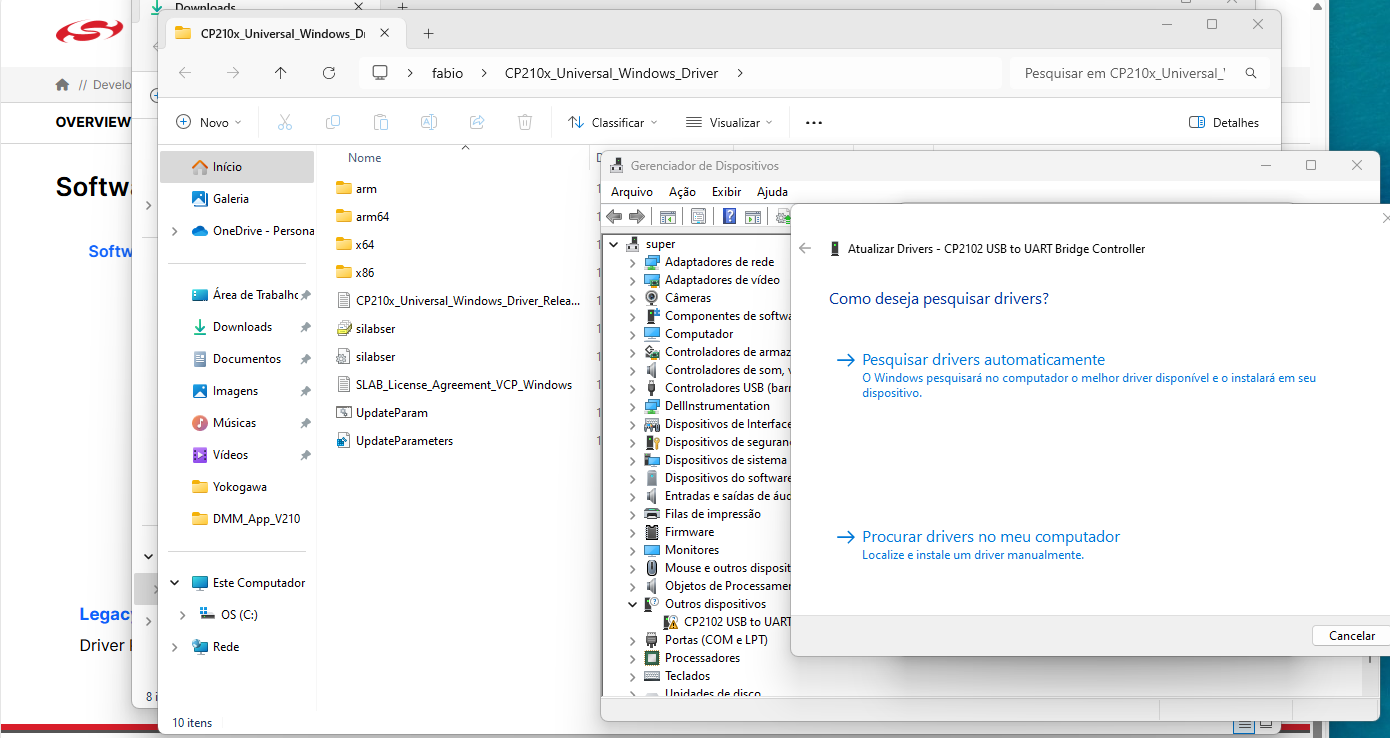 Downloads
// Develo
OVERVIEW
Softwa
Softw
Legac
Driver
8 i
CP210x_Universal_Windows_Dr
fabio
CP210x_Universal_Windows_Driver
Pesquisar em CP210x_Universal_\
Novo
Classificar
Visualizar
Detalhes
Início
Galeria
OneDrive - Persona
Área de Trabalho
Downloads
Documentos
Imagens
Músicas
Vídeos
Yokogawa
DMM_App_V210
Este Computador
OS (C:)
Rede
Nome
arm
arm64
x64
x86
CP210x_Universal_Windows_Driver_Relea...
silabser
silabser
SLAB_License_Agreement_VCP_Windows
UpdateParam
UpdateParameters
10 itens
Gerenciador de Dispositivos
Arquivo Ação Exibir Ajuda
super
Adaptadores de rede
Adaptadores de vídeo
Câmeras
Componentes de softwa
Computador
Controladores de armaz
Controladores de som, v
Controladores USB (barr
DellInstrumentation
Dispositivos de Interface
Dispositivos de seguran
Dispositivos de sistema
Dispositivos do software
Entradas e saídas de áud
Filas de impressão
Firmware
Monitores
Mouse e outros disposit
Objetos de Processamen
Outros dispositivos
CP2102 USB to UART
Portas (COM e LPT)
Processadores
Teclados
Unidades de disco
Atualizar Drivers - CP2102 USB to UART Bridge Controller
Como deseja pesquisar drivers?
Pesquisar drivers automaticamente
O Windows pesquisará no computador o melhor driver disponível e o instalará em seu
dispositivo.
Procurar drivers no meu computador
Localize e instale um driver manualmente.
Cancelar